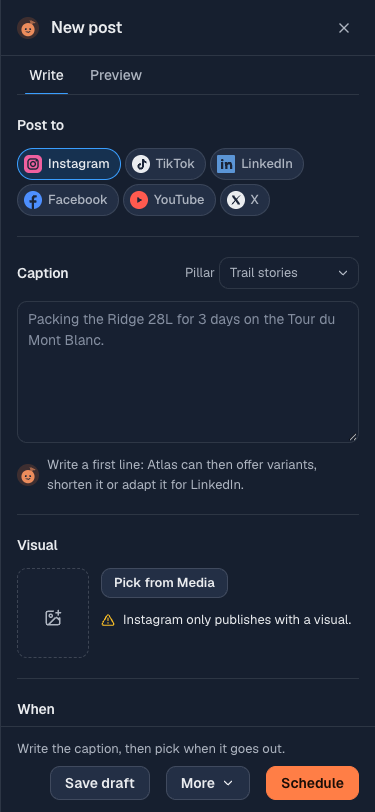 New post
Write
Preview
Post to
Instagram
TikTok
LinkedIn
Facebook
YouTube
X
Caption
Pillar
Trail stories
Packing the Ridge 28L for 3 days on the Tour du
Mont Blanc.
Write a first line: Atlas can then offer variants,
shorten it or adapt it for LinkedIn.
Visual
Pick from Media
Instagram only publishes with a visual.
When
Write the caption, then pick when it goes out.
Save draft
More
Schedule